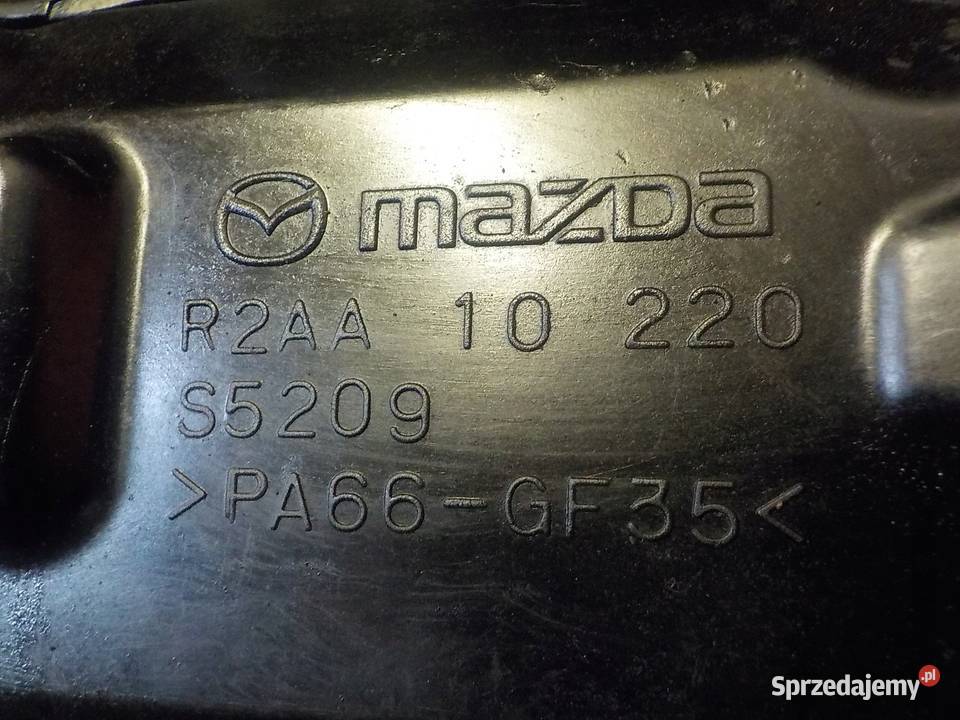 mazda
R2AA 10 220
S5209
>PA66-GF35<
Sprzedajemy.pl